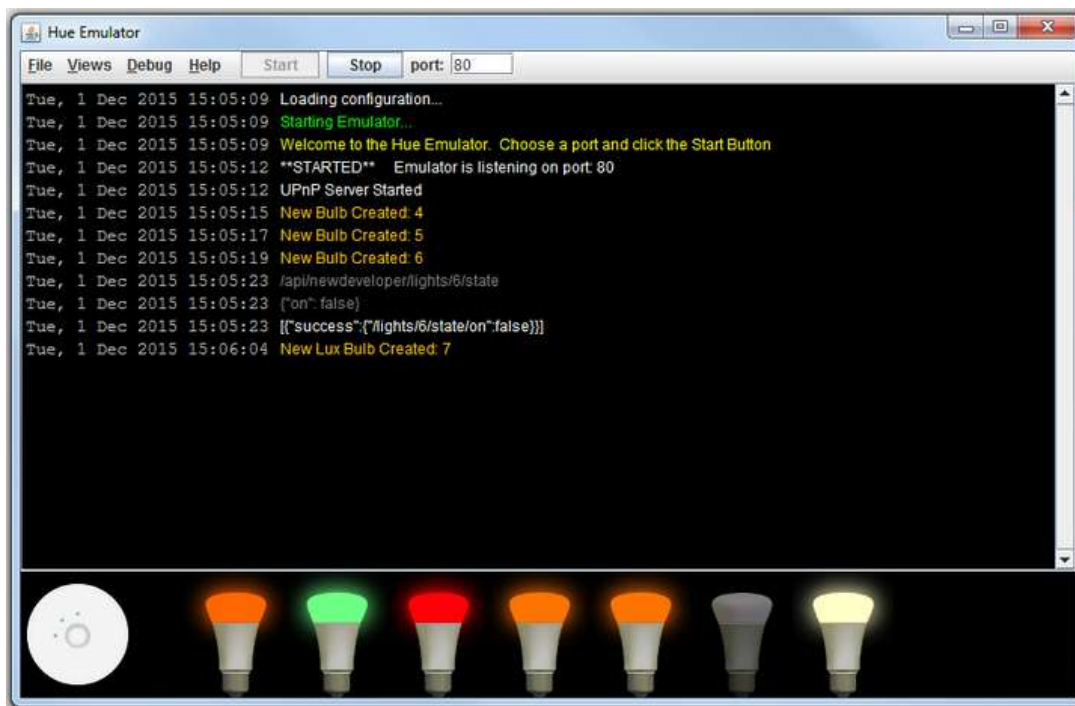 Hue Emulator
File Views Debug Help Start Stop port: 80
Tue, 1 Dec 2015 15:05:09 Loading configuration...
Tue, 1 Dec 2015 15:05:09 Starting Emulator...
Tue, 1 Dec 2015 15:05:09 Welcome to the Hue Emulator. Choose a port and click the Start Button
Tue, 1 Dec 2015 15:05:12 **STARTED** Emulator is listening on port: 80
Tue, 1 Dec 2015 15:05:12 UPnP Server Started
Tue, 1 Dec 2015 15:05:15 New Bulb Created: 4
Tue, 1 Dec 2015 15:05:17 New Bulb Created: 5
Tue, 1 Dec 2015 15:05:19 New Bulb Created: 6
Tue, 1 Dec 2015 15:05:23 /api/newdeveloper/lights/6/state
Tue, 1 Dec 2015 15:05:23 {"on": false}
Tue, 1 Dec 2015 15:05:23 [{"success":{"/lights/6/state/on":false}}]
Tue, 1 Dec 2015 15:06:04 New Lux Bulb Created: 7